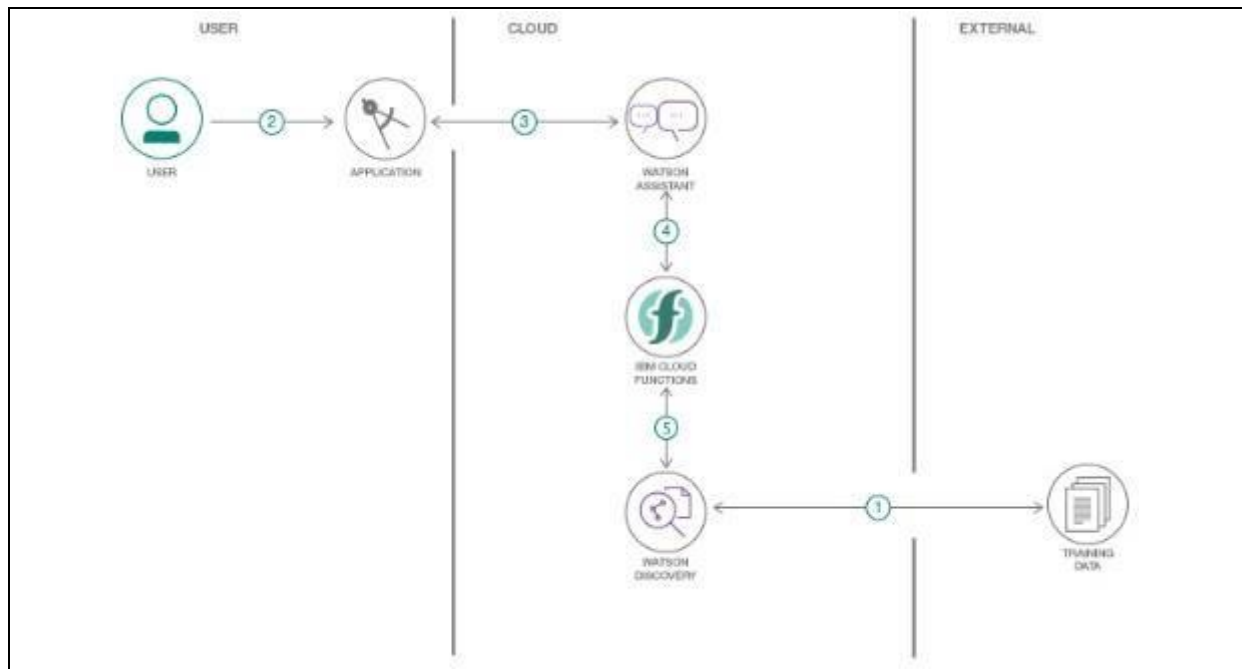 USER
CLOUD
EXTERNAL
2
3
USER
APPLICATION
WATSON
ASSISTANT
4
IBM CLOUD
FUNCTIONS
5
1
WATSON
DISCOVERY
TRAINING
DATA